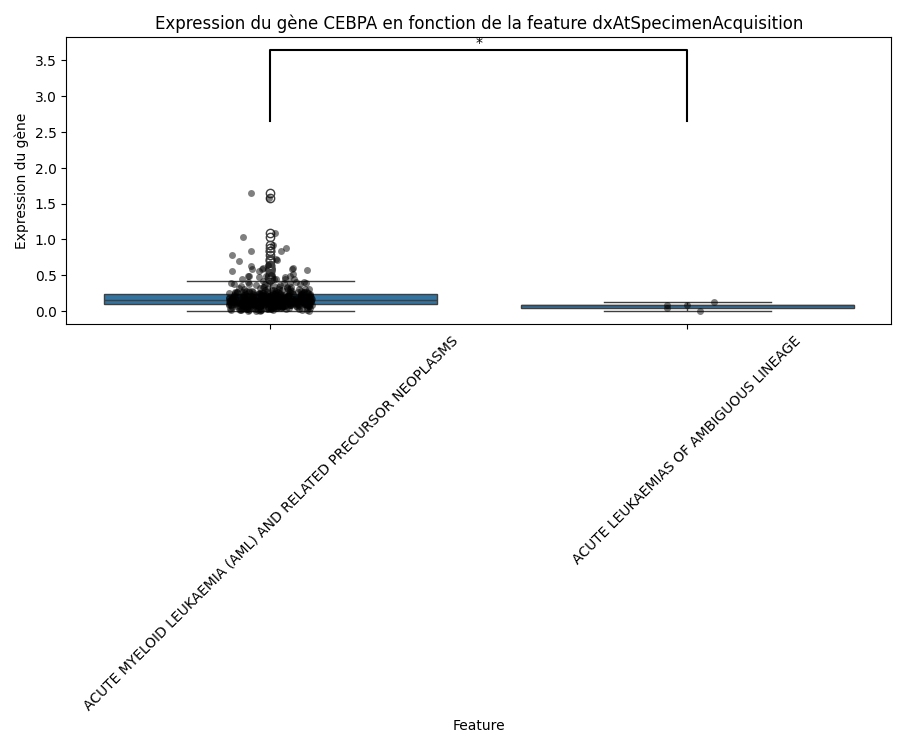 Expression du gène CEBPA en fonction de la feature dxAtSpecimenAcquisition
*
3.5
3.0
2.5
2.0
1.5
1.0
0.5
0.0
Expression du gène
ACUTE MYELOID LEUKAEMIA (AML) AND RELATED PRECURSOR NEOPLASMS
ACUTE LEUKAEMIAS OF AMBIGUOUS LINEAGE
Feature